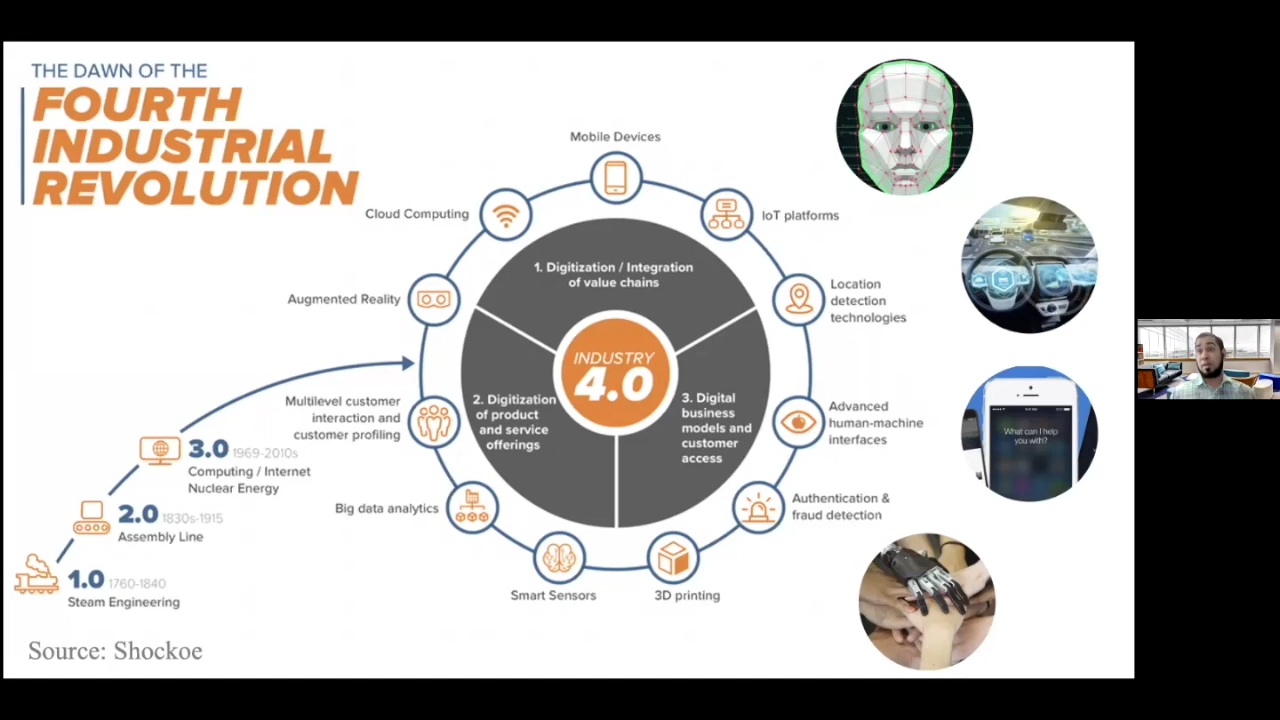 THE DAWN OF THE
FOURTH
INDUSTRIAL
REVOLUTION
Mobile Devices
Cloud Computing
IoT platforms
Augmented Reality
Location
detection
technologies
Multilevel customer
interaction and
customer profiling
Advanced
human-machine
interfaces
Big data analytics
Authentication &
fraud detection
Smart Sensors
3D printing
1. Digitization / Integration
of value chains
2. Digitization
of product
and service
offerings
3. Digital
business
models and
customer
access
INDUSTRY
4.0
3.0 1969-2010s
Computing / Internet
Nuclear Energy
2.0 1830s-1915
Assembly Line
1.0 1760-1840
Steam Engineering
What can I help
you with?
Source: Shockoe